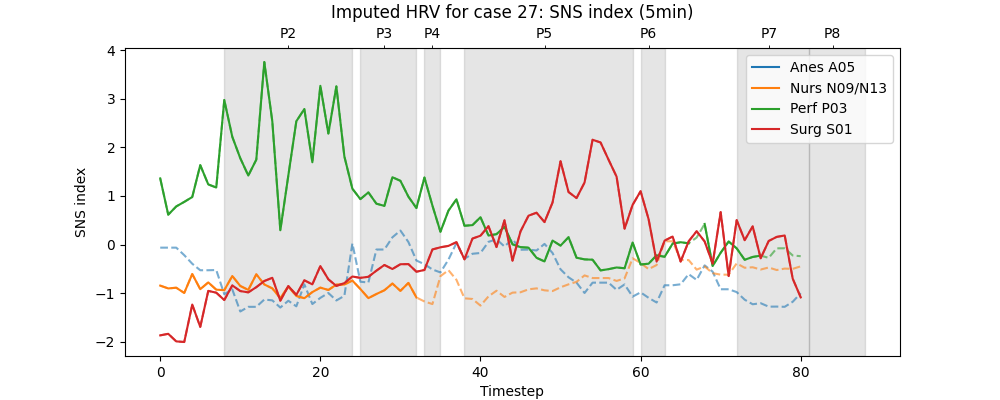 Imputed HRV for case 27: SNS index (5min)
P2 P3 P4 P5 P6 P7 P8
Anes A05
Nurs N09/N13
Perf P03
Surg S01
SNS index
4
3
2
1
0
−1
−2
0 20 40 60 80
Timestep